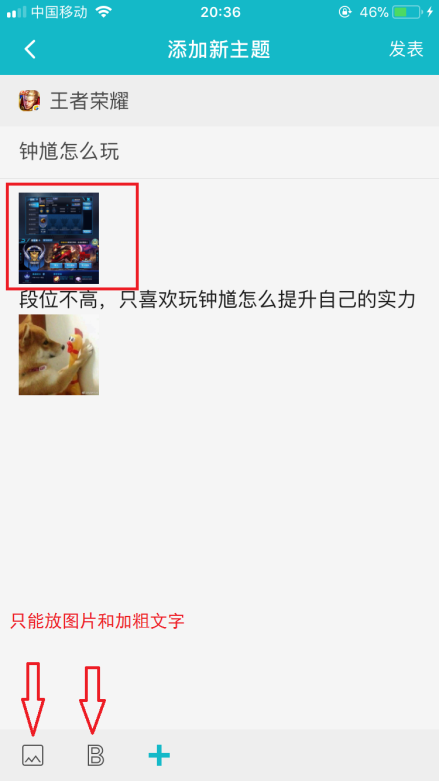 中国移动 20:36 46%
添加新主题 发表
王者荣耀
钟馗怎么玩
段位不高，只喜欢玩钟馗怎么提升自己的实力
只能放图片和加粗文字
B